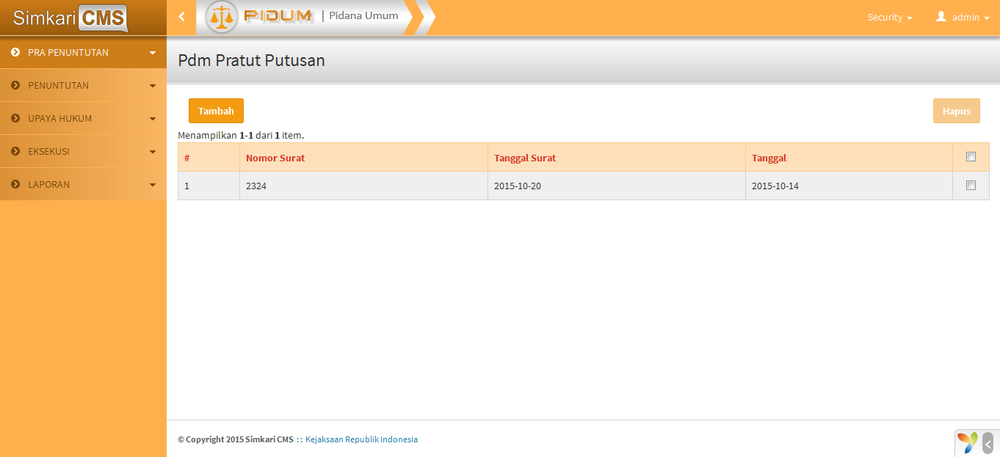 Simkari CMS
PIDUM | Pidana Umum
Security
admin
PRA PENUNTUTAN
PENUNTUTAN
UPAYA HUKUM
EKSEKUSI
LAPORAN
Pdm Pratut Putusan
Tambah
Hapus
Menampilkan 1-1 dari 1 item.
# Nomor Surat Tanggal Surat Tanggal
1 2324 2015-10-20 2015-10-14
© Copyright 2015 Simkari CMS :: Kejaksaan Republik Indonesia